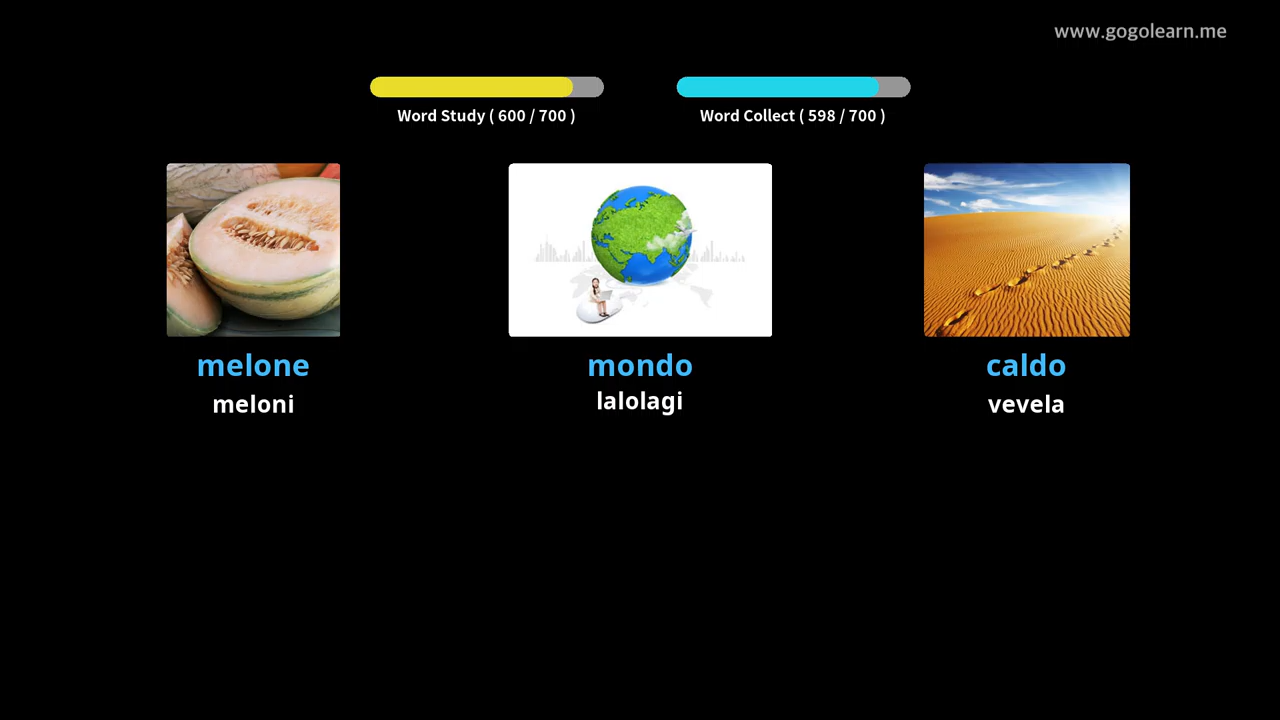 www.gogolearn.me
Word Study ( 600 / 700 )
Word Collect ( 598 / 700 )
melone
meloni
mondo
lalolagi
caldo
vevela